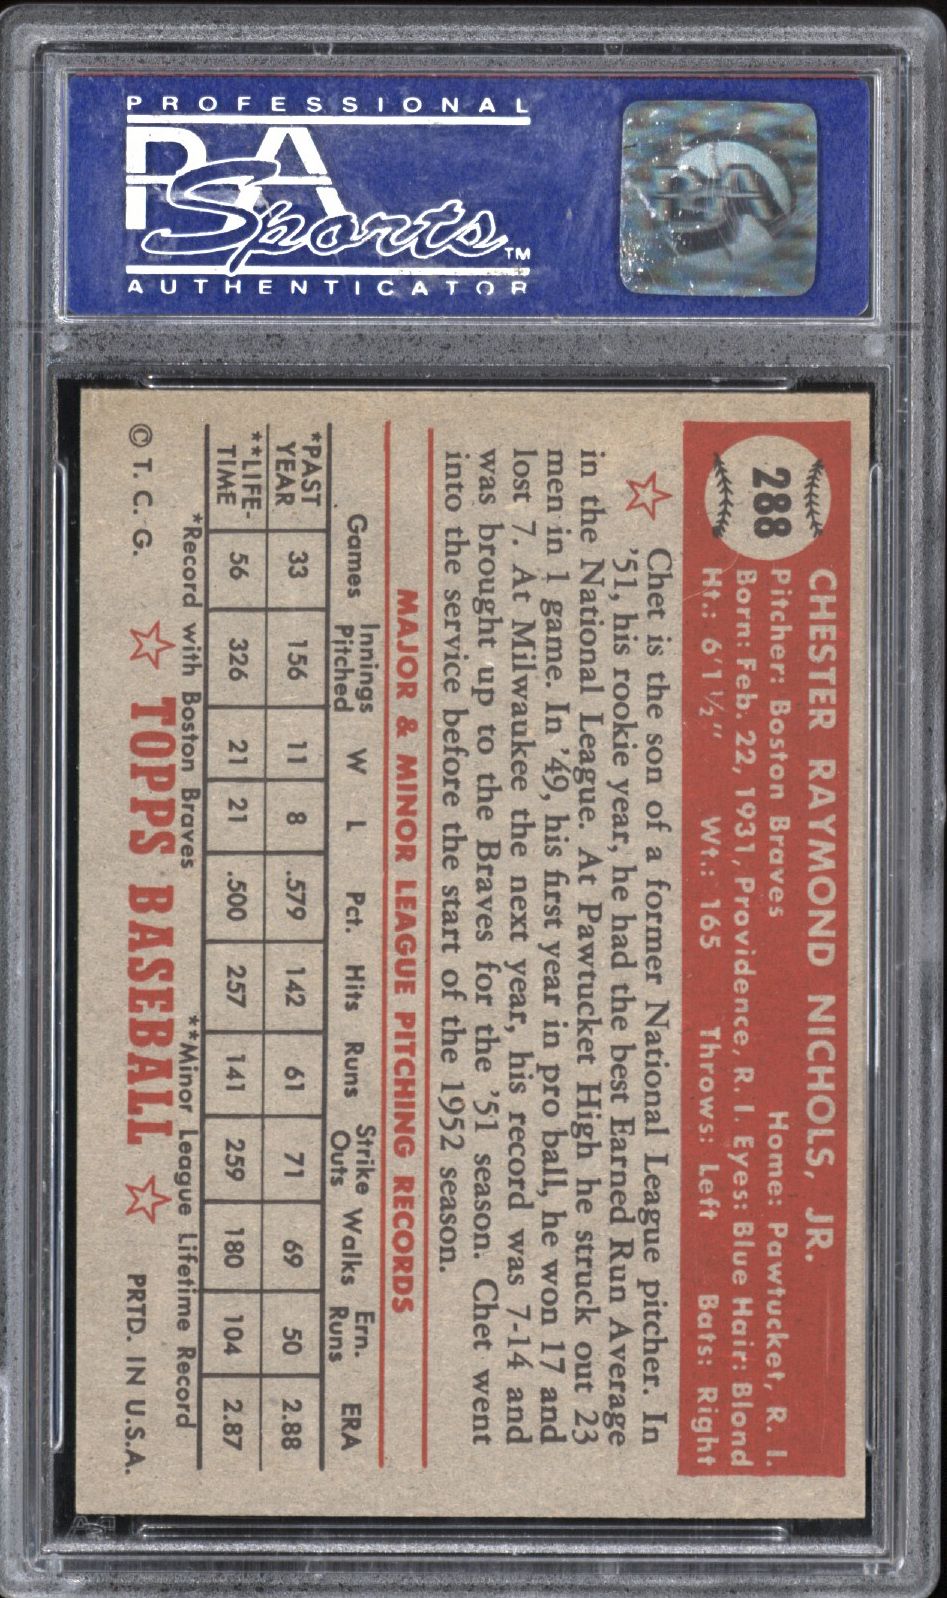 PROFESSIONAL
PSA
Sports™
AUTHENTICATOR
PSA
288
CHESTER RAYMOND NICHOLS, JR.
Pitcher: Boston Braves Home: Pawtucket, R. I.
Born: Feb. 22, 1931, Providence, R. I. Eyes: Blue Hair: Blond
Ht.: 6'1½" Wt.: 165 Throws: Left Bats: Right
Chet is the son of a former National League pitcher. In
'51, his rookie year, he had the best Earned Run Average
in the National League. At Pawtucket High he struck out 23
men in 1 game. In '49, his first year in pro ball, he won 17 and
lost 7. At Milwaukee the next year, his record was 7-14 and
was brought up to the Braves for the '51 season. Chet went
into the service before the start of the 1952 season.
MAJOR & MINOR LEAGUE PITCHING RECORDS
Games Innings Pitched W L Pct. Hits Runs Strike Outs Walks Ern. Runs ERA
*PAST YEAR 33 156 11 8 .579 142 61 71 69 50 2.88
**LIFE-TIME 56 326 21 21 .500 257 141 259 180 104 2.87
*Record with Boston Braves **Minor League Lifetime Record
© T. C. G. TOPPS BASEBALL PRTD. IN U.S.A.